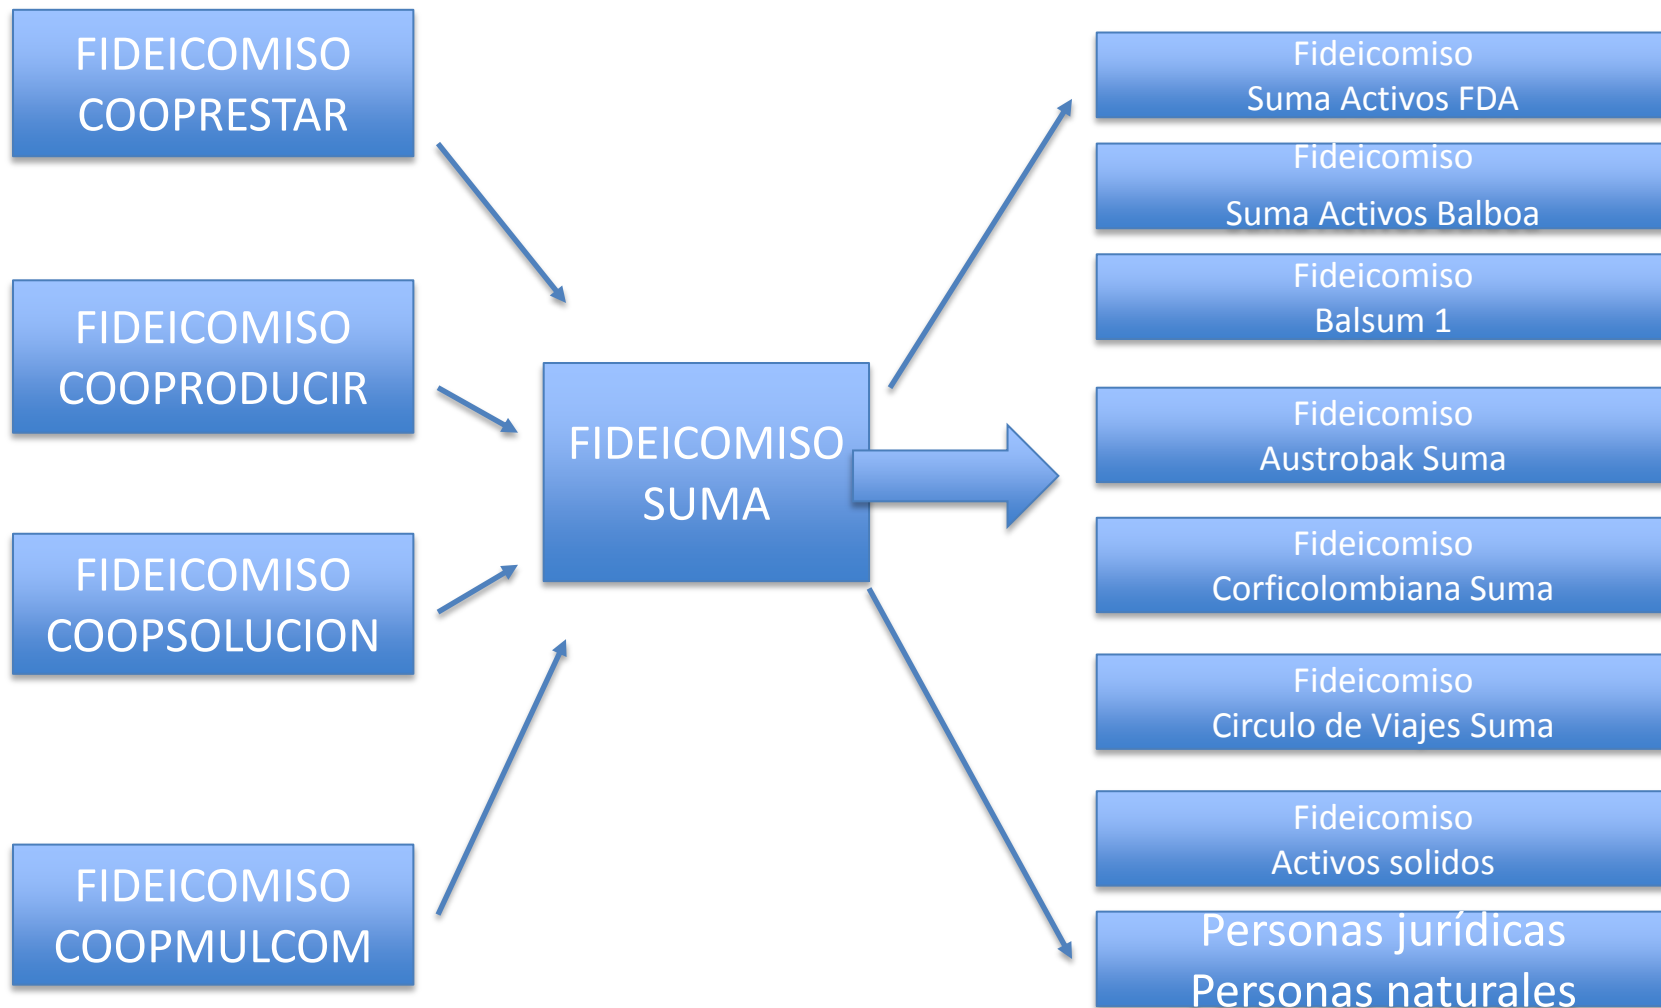 FIDEICOMISO
COOPRESTAR
FIDEICOMISO
COOPRODUCIR
FIDEICOMISO
COOPSOLUCION
FIDEICOMISO
COOPMULCOM
FIDEICOMISO
SUMA
Fideicomiso
Suma Activos FDA
Fideicomiso
Suma Activos Balboa
Fideicomiso
Balsum 1
Fideicomiso
Austrobak Suma
Fideicomiso
Corficolombiana Suma
Fideicomiso
Circulo de Viajes Suma
Fideicomiso
Activos solidos
Personas jurídicas
Personas naturales